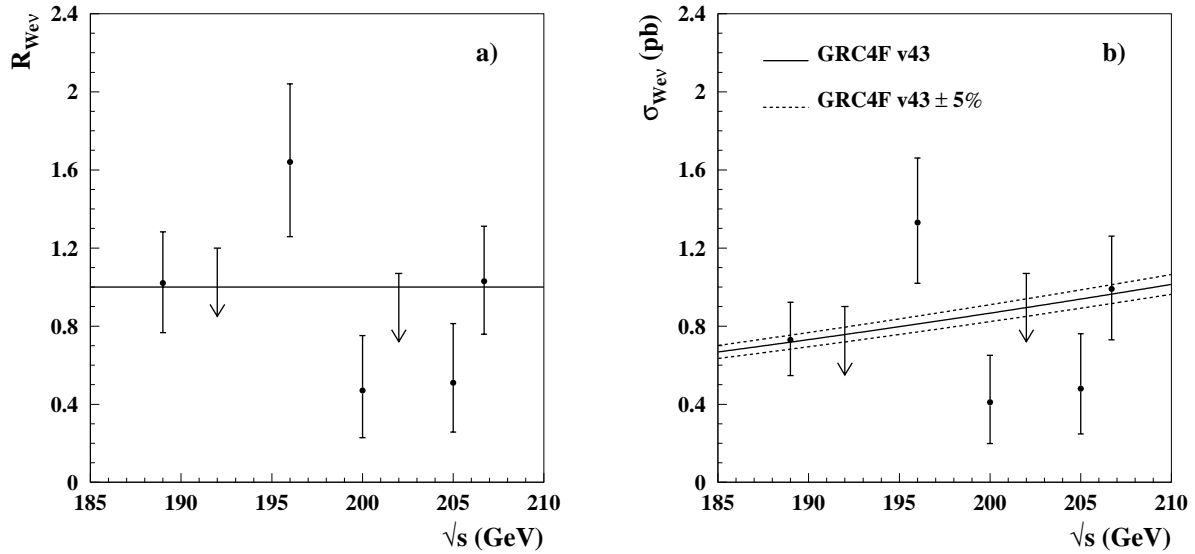 R_Weν
a)
2.4
2
1.6
1.2
0.8
0.4
0
185 190 195 200 205 210
√s (GeV)
σ_Weν (pb)
b)
GRC4F v43
GRC4F v43 ± 5%
2.4
2
1.6
1.2
0.8
0.4
0
185 190 195 200 205 210
√s (GeV)